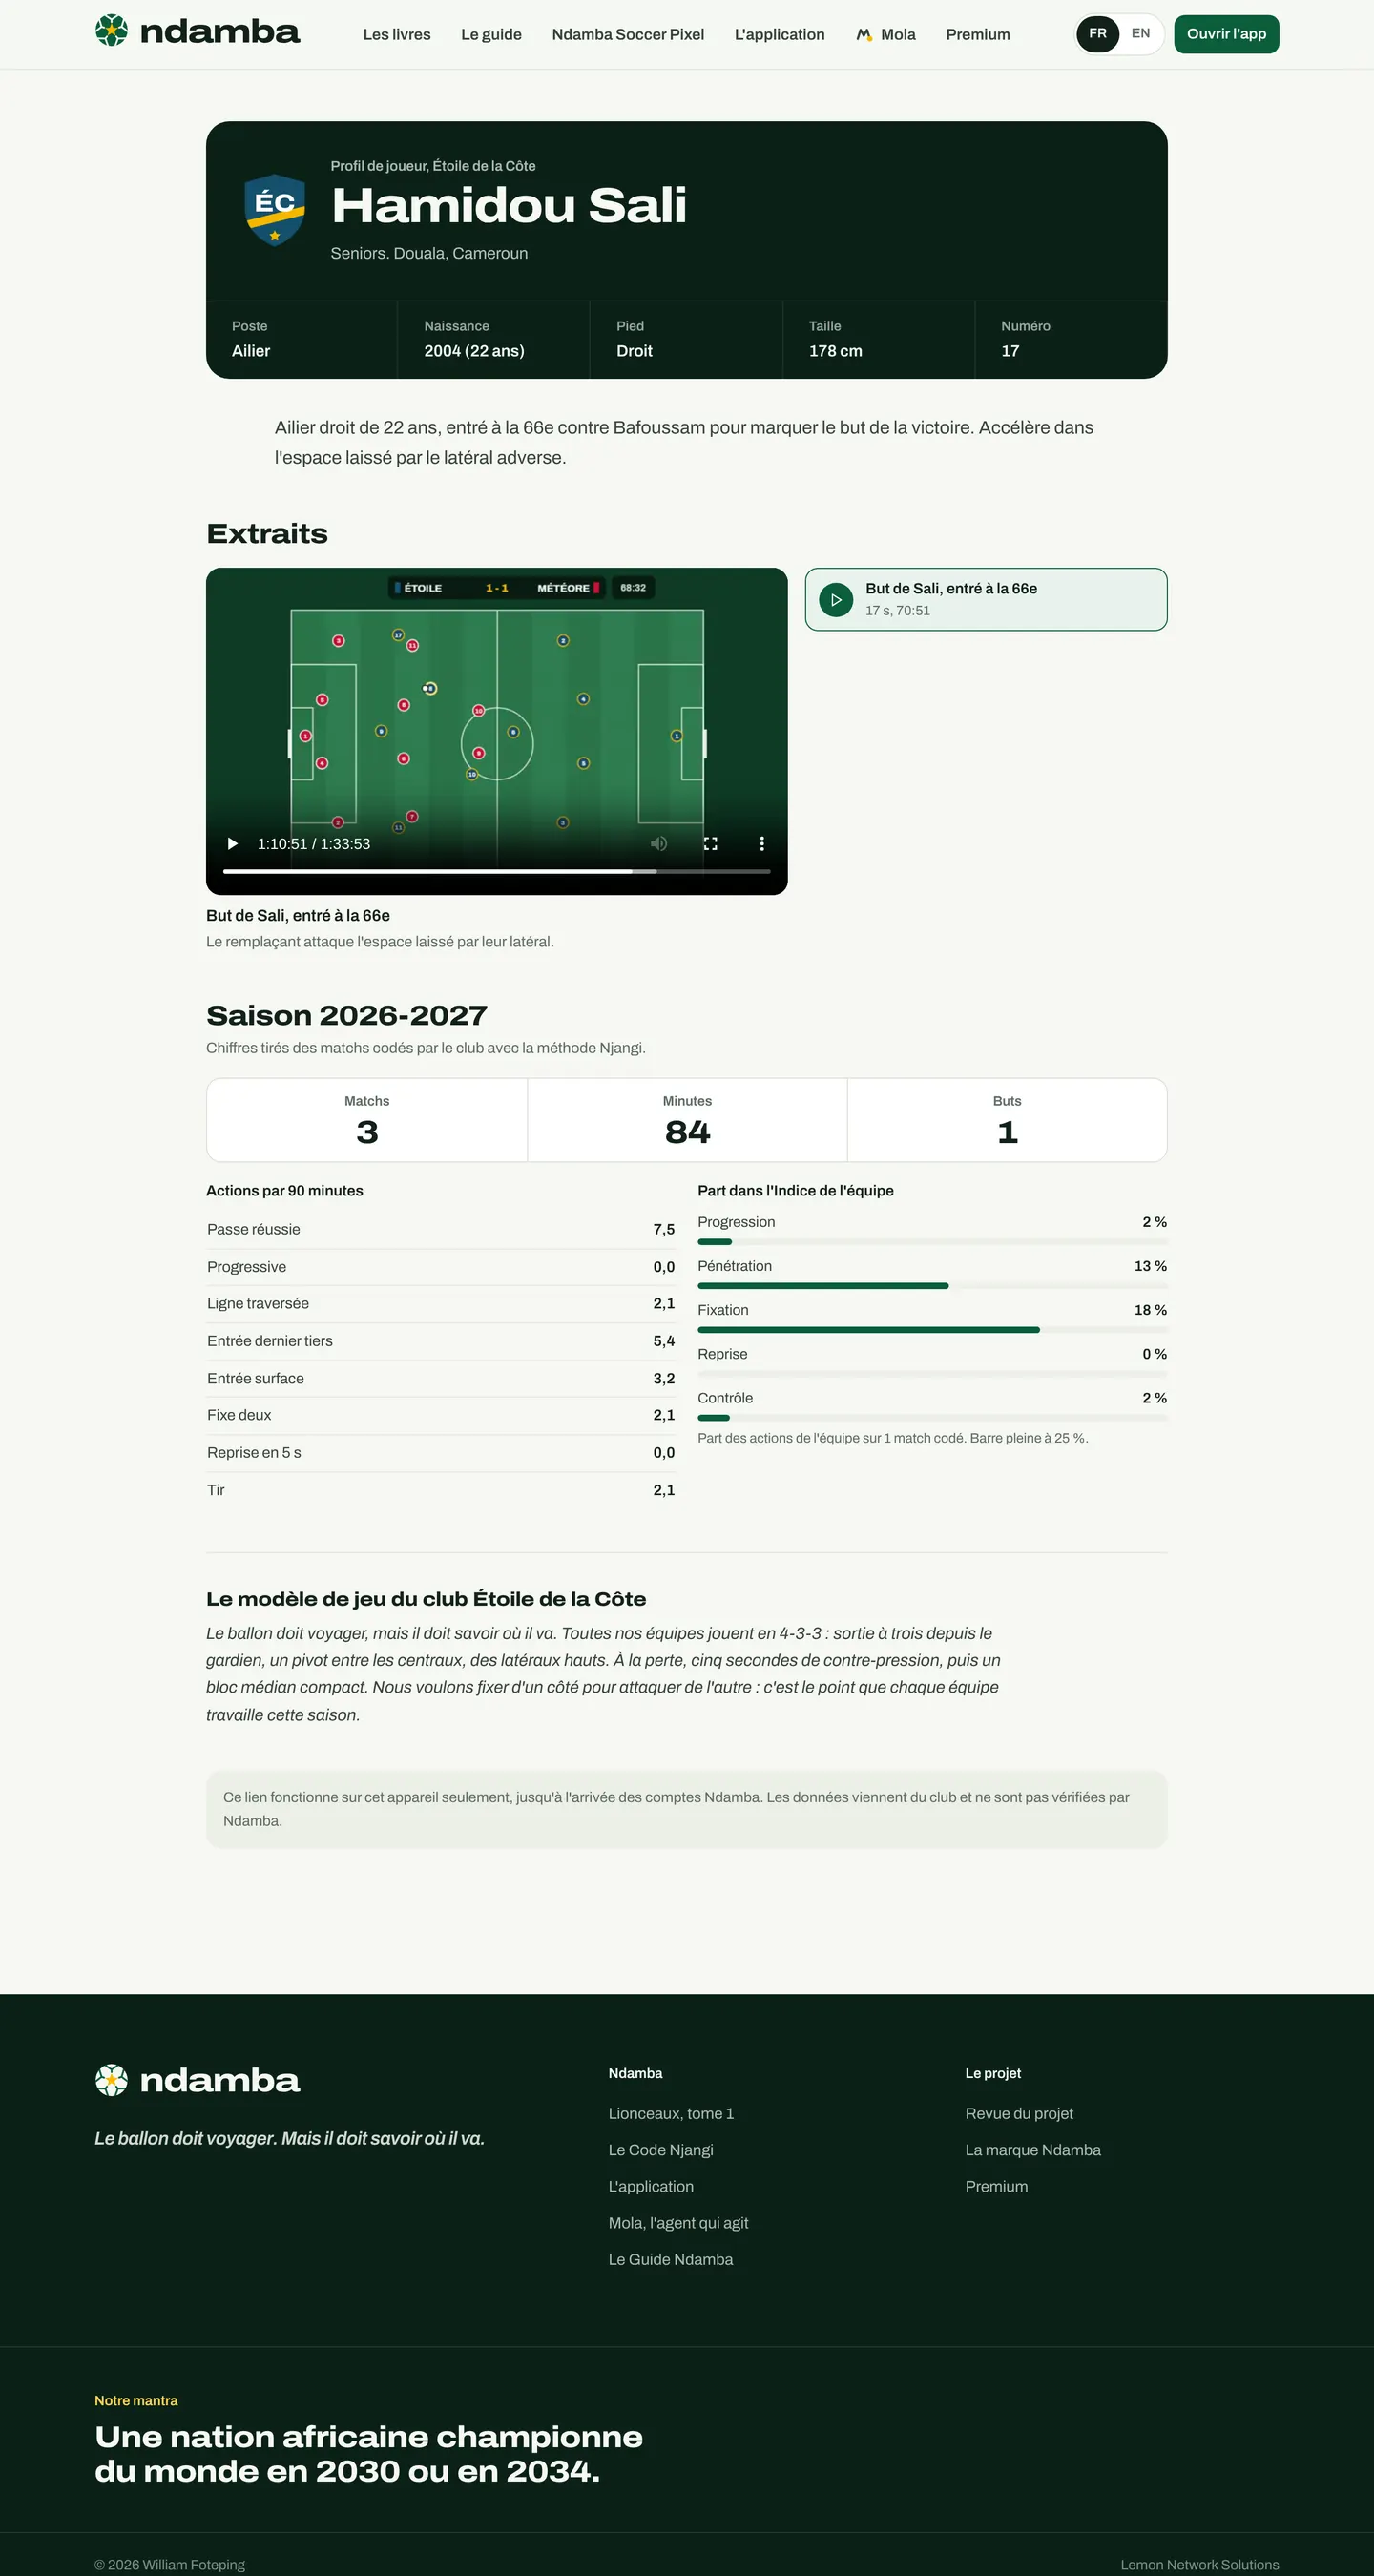 ndamba
Les livres
Le guide
Ndamba Soccer Pixel
L'application
Mola
Premium
FR
EN
Ouvrir l'app
Profil de joueur, Étoile de la Côte
ÉC
Hamidou Sali
Seniors. Douala, Cameroun
Poste
Ailier
Naissance
2004 (22 ans)
Pied
Droit
Taille
178 cm
Numéro
17
Ailier droit de 22 ans, entré à la 66e contre Bafoussam pour marquer le but de la victoire. Accélère dans
l'espace laissé par le latéral adverse.
Extraits
ÉTOILE
1 - 1
MÉTÉORE
68:32
1:10:51 / 1:33:53
But de Sali, entré à la 66e
17 s, 70:51
But de Sali, entré à la 66e
Le remplaçant attaque l'espace laissé par leur latéral.
Saison 2026-2027
Chiffres tirés des matchs codés par le club avec la méthode Njangi.
Matchs
3
Minutes
84
Buts
1
Actions par 90 minutes
Passe réussie 7,5
Progressive 0,0
Ligne traversée 2,1
Entrée dernier tiers 5,4
Entrée surface 3,2
Fixe deux 2,1
Reprise en 5 s 0,0
Tir 2,1
Part dans l'Indice de l'équipe
Progression 2 %
Pénétration 13 %
Fixation 18 %
Reprise 0 %
Contrôle 2 %
Part des actions de l'équipe sur 1 match codé. Barre pleine à 25 %.
Le modèle de jeu du club Étoile de la Côte
Le ballon doit voyager, mais il doit savoir où il va. Toutes nos équipes jouent en 4-3-3 : sortie à trois depuis le
gardien, un pivot entre les centraux, des latéraux hauts. À la perte, cinq secondes de contre-pression, puis un
bloc médian compact. Nous voulons fixer d'un côté pour attaquer de l'autre : c'est le point que chaque équipe
travaille cette saison.
Ce lien fonctionne sur cet appareil seulement, jusqu'à l'arrivée des comptes Ndamba. Les données viennent du club et ne sont pas vérifiées par
Ndamba.
ndamba
Le ballon doit voyager. Mais il doit savoir où il va.
Ndamba
Lionceaux, tome 1
Le Code Njangi
L'application
Mola, l'agent qui agit
Le Guide Ndamba
Le projet
Revue du projet
La marque Ndamba
Premium
Notre mantra
Une nation africaine championne
du monde en 2030 ou en 2034.
© 2026 William Foteping
Lemon Network Solutions